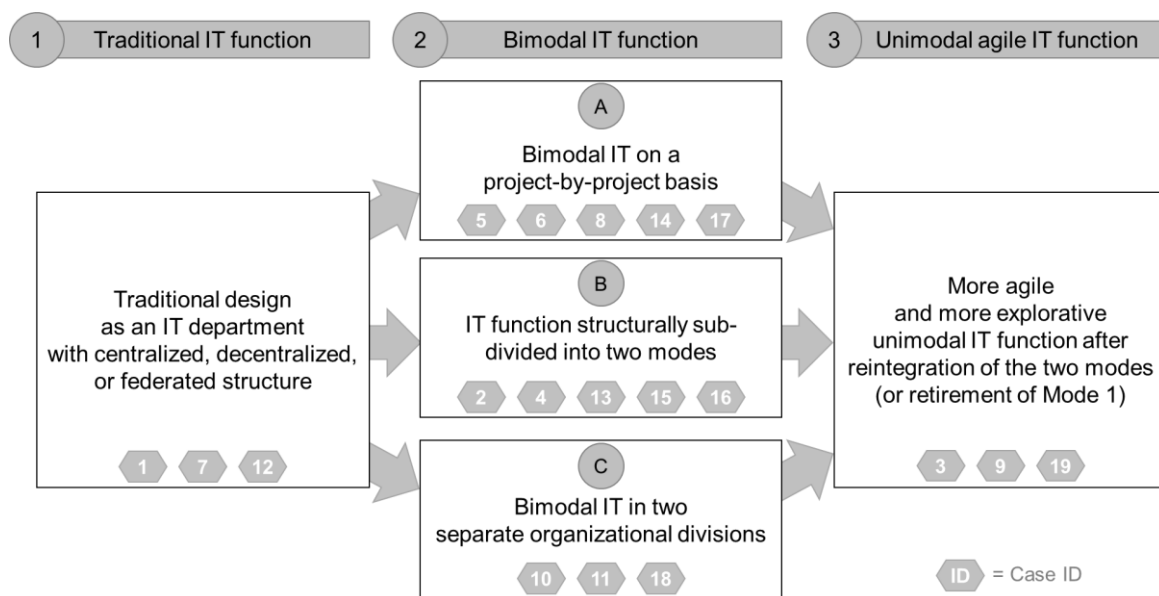 1 Traditional IT function
2 Bimodal IT function
3 Unimodal agile IT function
Traditional design
as an IT department
with centralized, decentralized,
or federated structure
1 7 12
A
Bimodal IT on a
project-by-project basis
5 6 8 14 17
B
IT function structurally sub-
divided into two modes
2 4 13 15 16
C
Bimodal IT in two
separate organizational divisions
10 11 18
More agile
and more explorative
unimodal IT function after
reintegration of the two modes
(or retirement of Mode 1)
3 9 19
ID = Case ID